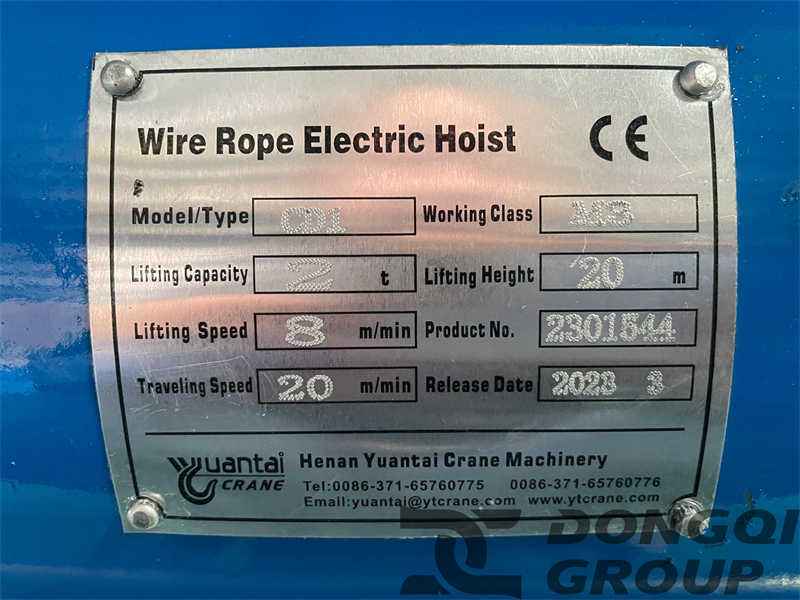 Wire Rope Electric Hoist CE
Model/Type CD1 Working Class M3
Lifting Capacity 2 t Lifting Height 20 m
Lifting Speed 8 m/min Product No. 2301544
Traveling Speed 20 m/min Release Date 2023 3
Yuantai CRANE
Henan Yuantai Crane Machinery
Tel:0086-371-65760775 0086-371-65760776
Email:yuantai@ytcrane.com www.ytcrane.com
DONGQI
GROUP